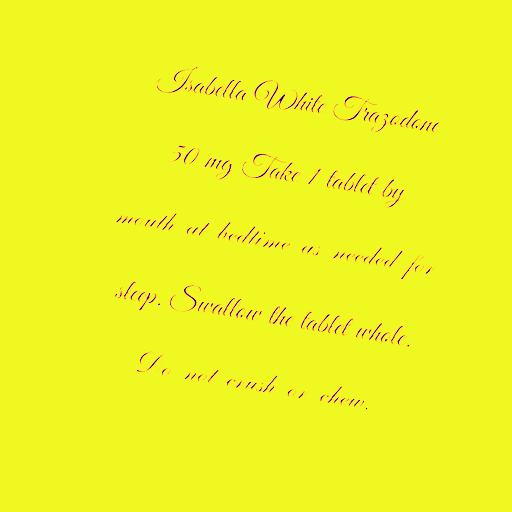 Isabella White Trazodone
50 mg Take 1 tablet by
mouth at bedtime as needed for
sleep. Swallow the tablet whole.
Do not crush or chew.